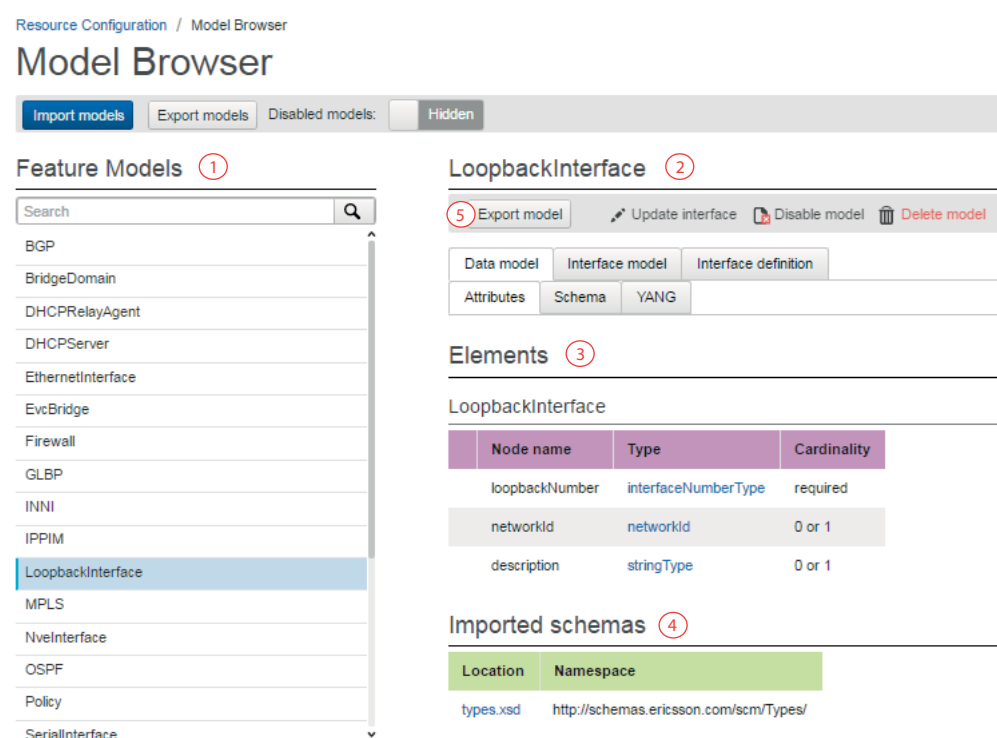 Resource Configuration / Model Browser
Model Browser
Import models Export models Disabled models: Hidden
Feature Models 1
Search
BGP
BridgeDomain
DHCPRelayAgent
DHCPServer
EthernetInterface
EvcBridge
Firewall
GLBP
INNI
IPPIM
LoopbackInterface
MPLS
NveInterface
OSPF
Policy
SerialInterface
LoopbackInterface 2
5 Export model Update interface Disable model Delete model
Data model Interface model Interface definition
Attributes Schema YANG
Elements 3
LoopbackInterface
Node name Type Cardinality
loopbackNumber interfaceNumberType required
networkId networkId 0 or 1
description stringType 0 or 1
Imported schemas 4
Location Namespace
types.xsd http://schemas.ericsson.com/scm/Types/